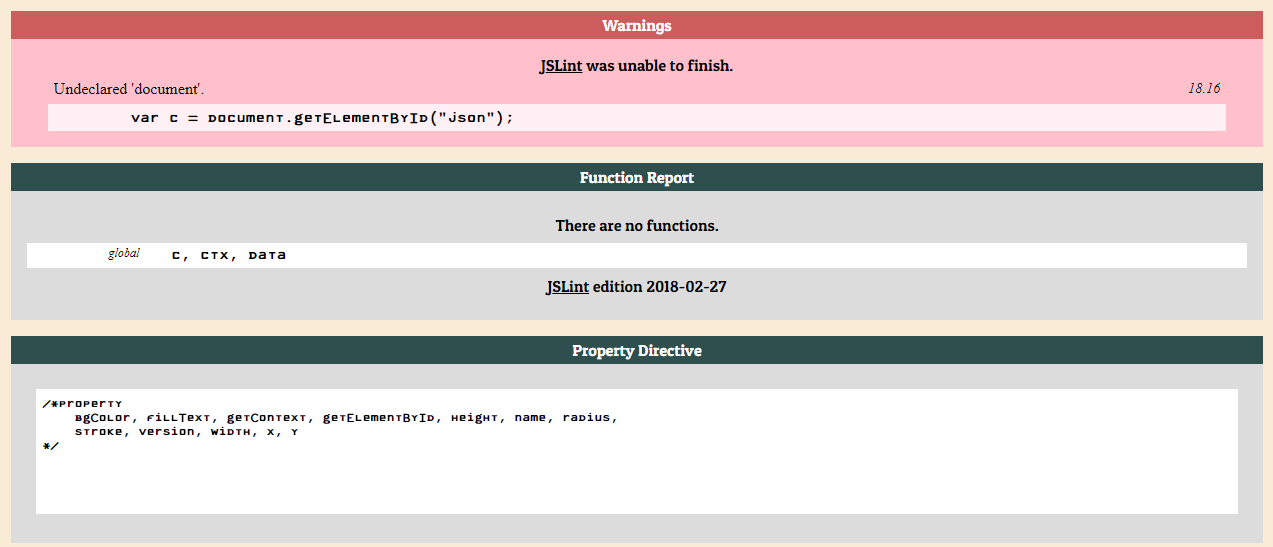 Warnings
JSLint was unable to finish.
Undeclared 'document'. 18.16
var c = document.getElementById("json");
Function Report
There are no functions.
global c, ctx, data
JSLint edition 2018-02-27
Property Directive
/*property
bgColor, fillText, getContext, getElementById, height, name, radius,
stroke, version, width, x, y
*/